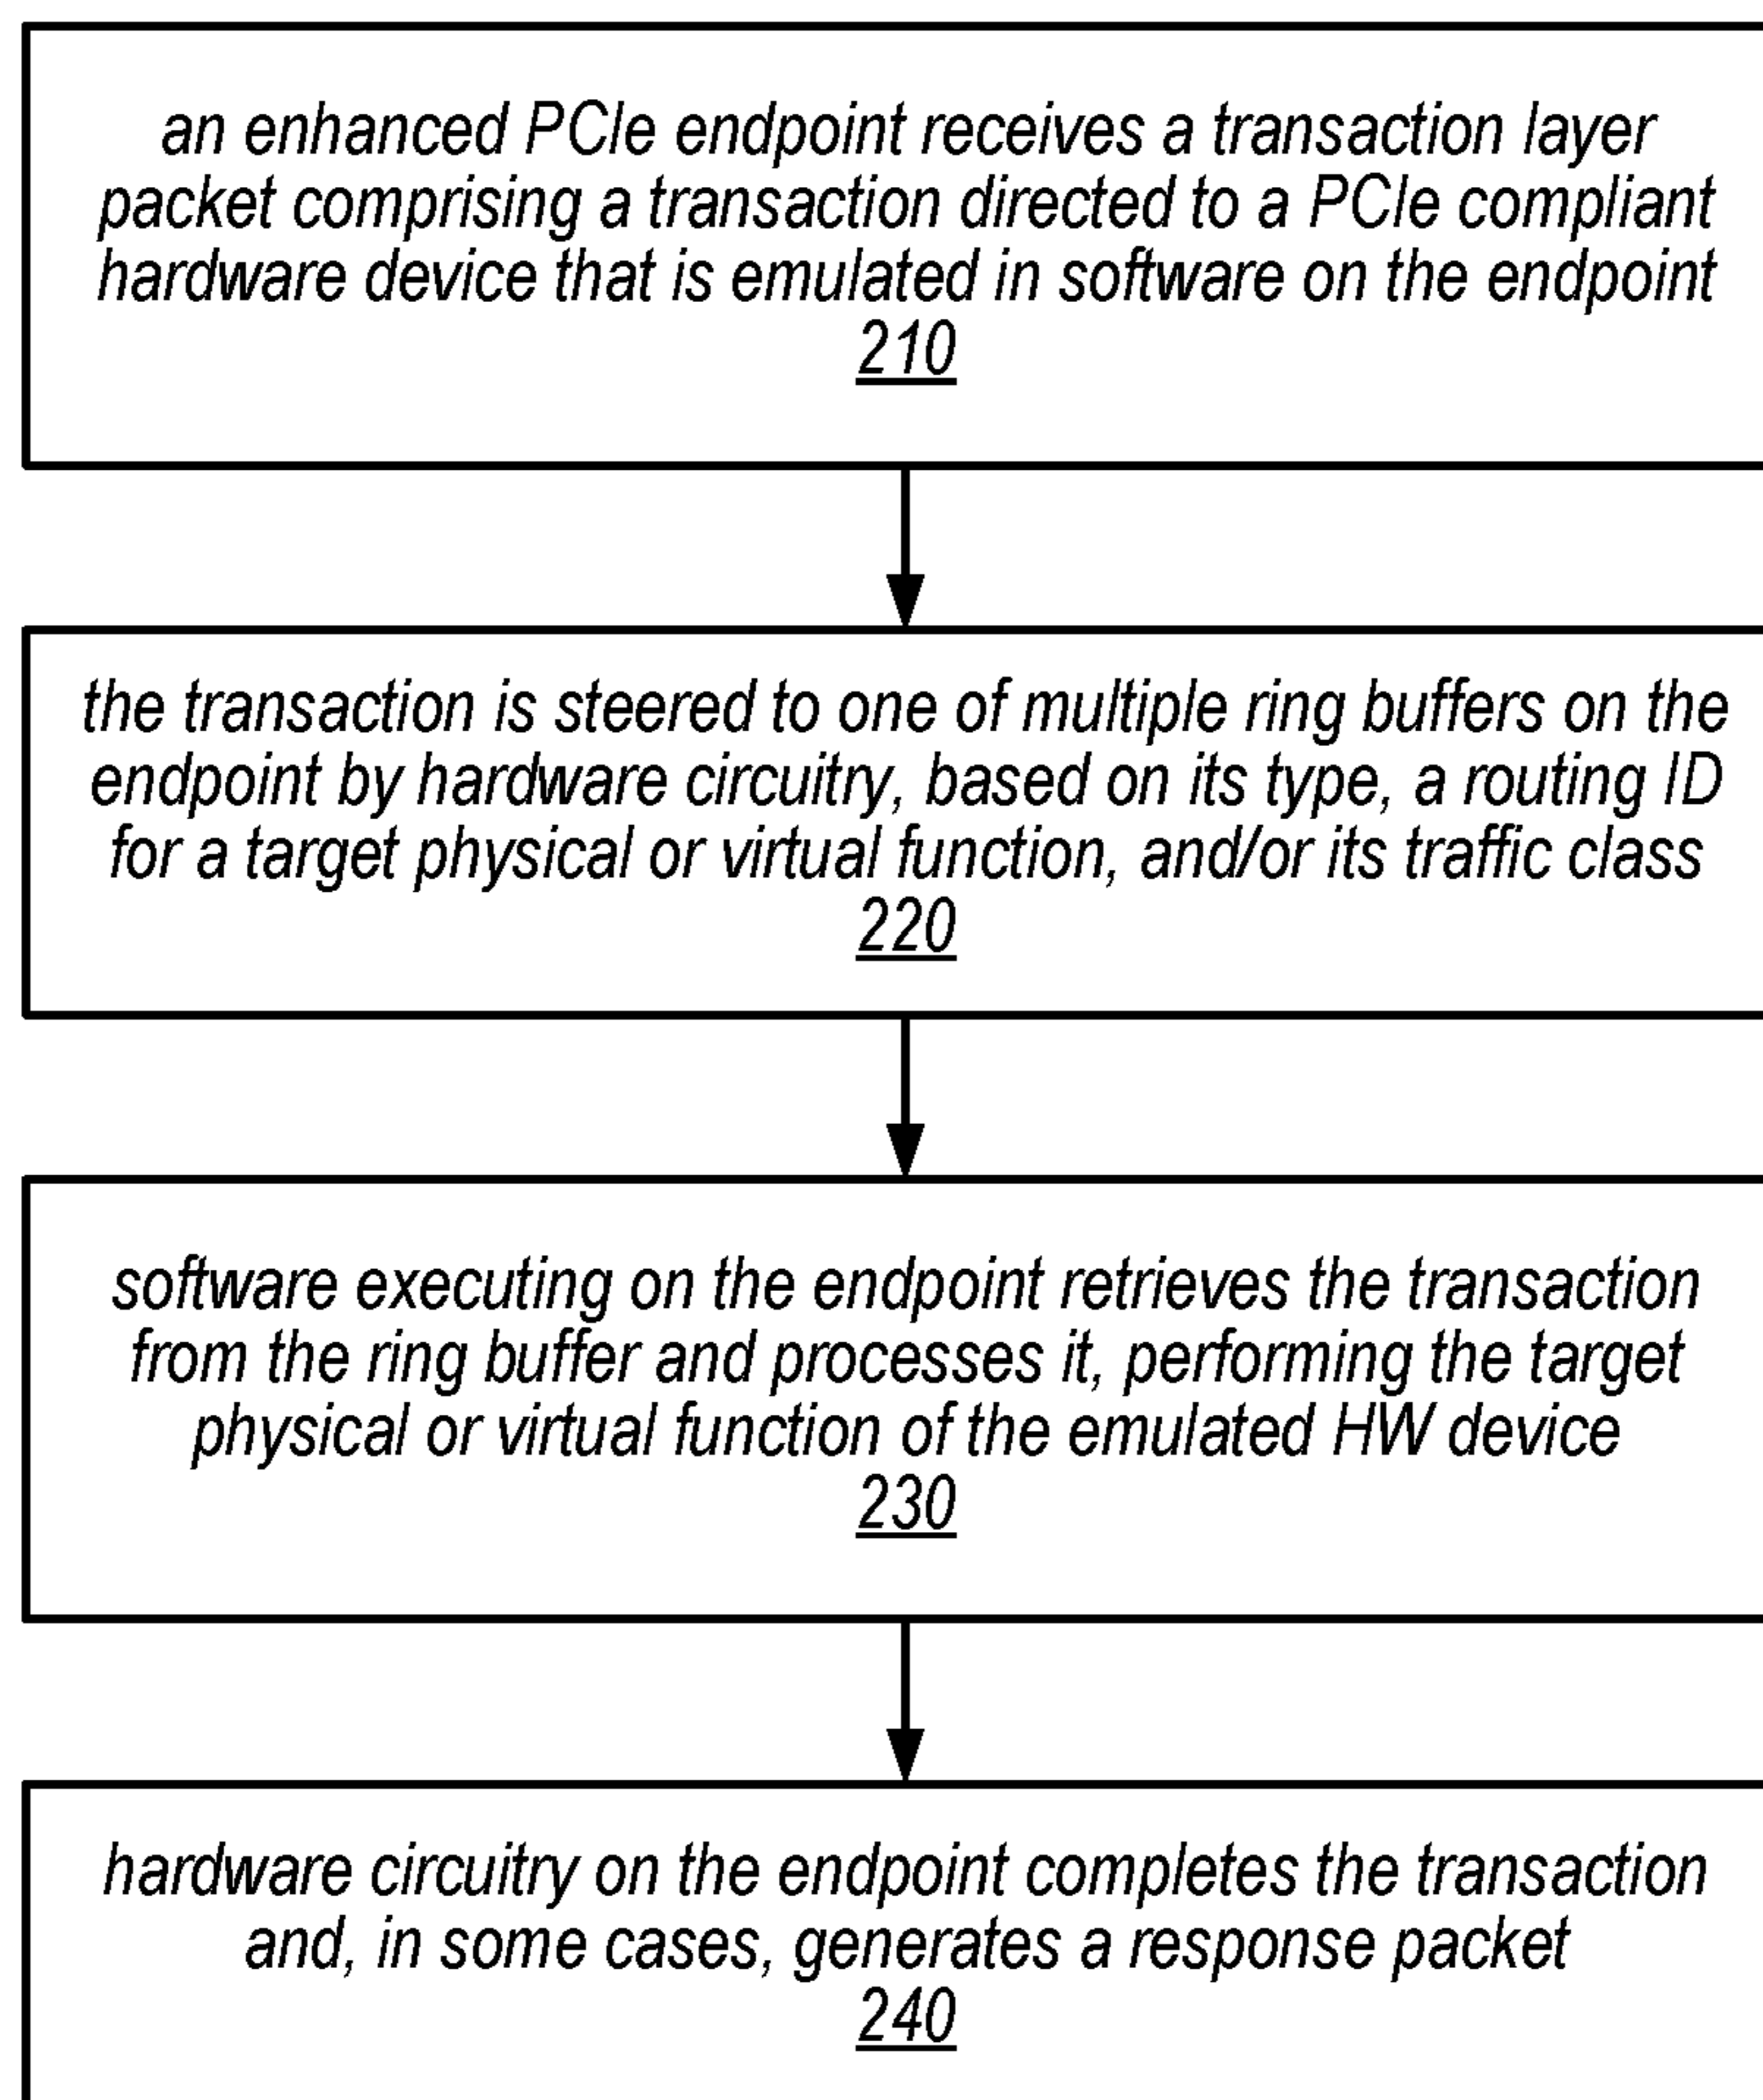 an enhanced PCIe endpoint receives a transaction layer
packet comprising a transaction directed to a PCIe compliant
hardware device that is emulated in software on the endpoint
210
the transaction is steered to one of multiple ring buffers on the
endpoint by hardware circuitry, based on its type, a routing ID
for a target physical or virtual function, and/or its traffic class
220
software executing on the endpoint retrieves the transaction
from the ring buffer and processes it, performing the target
physical or virtual function of the emulated HW device
230
hardware circuitry on the endpoint completes the transaction
and, in some cases, generates a response packet
240